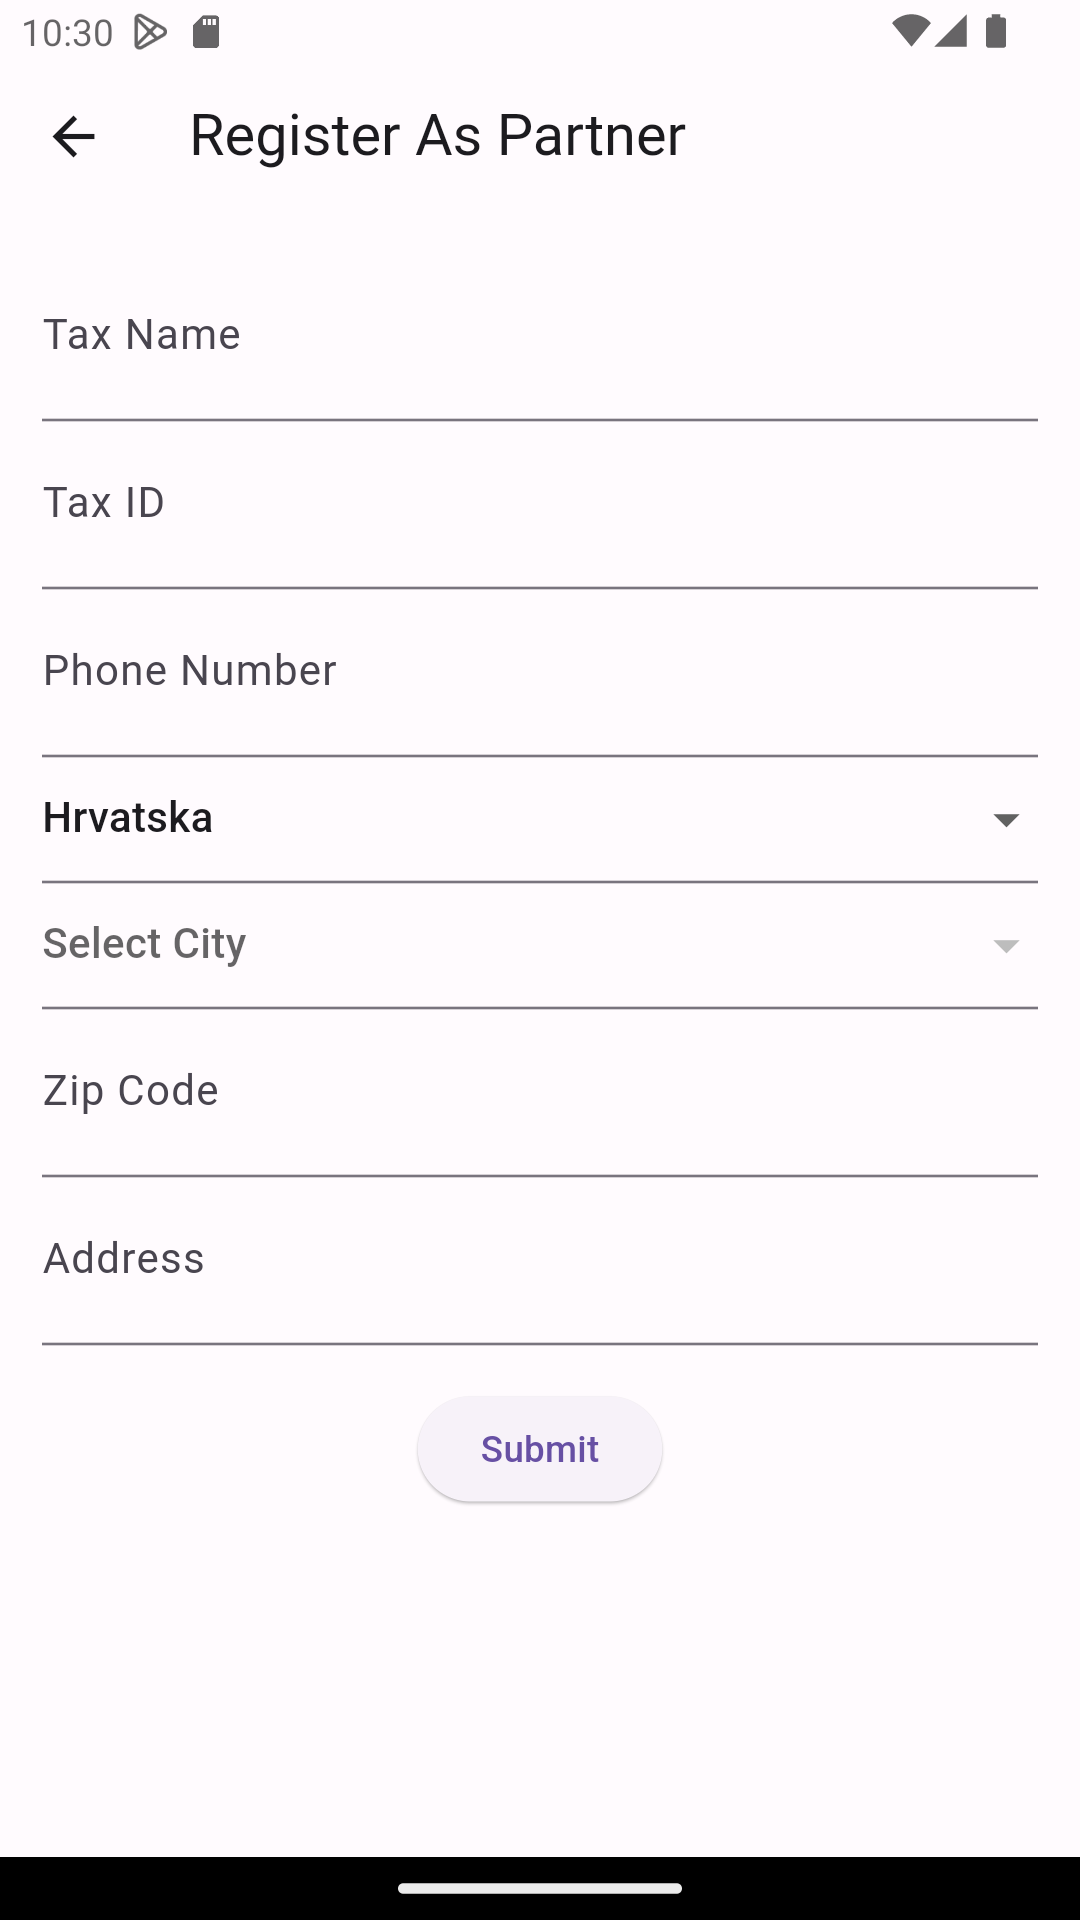 10:30
Register As Partner
Tax Name
Tax ID
Phone Number
Hrvatska
Select City
Zip Code
Address
Submit